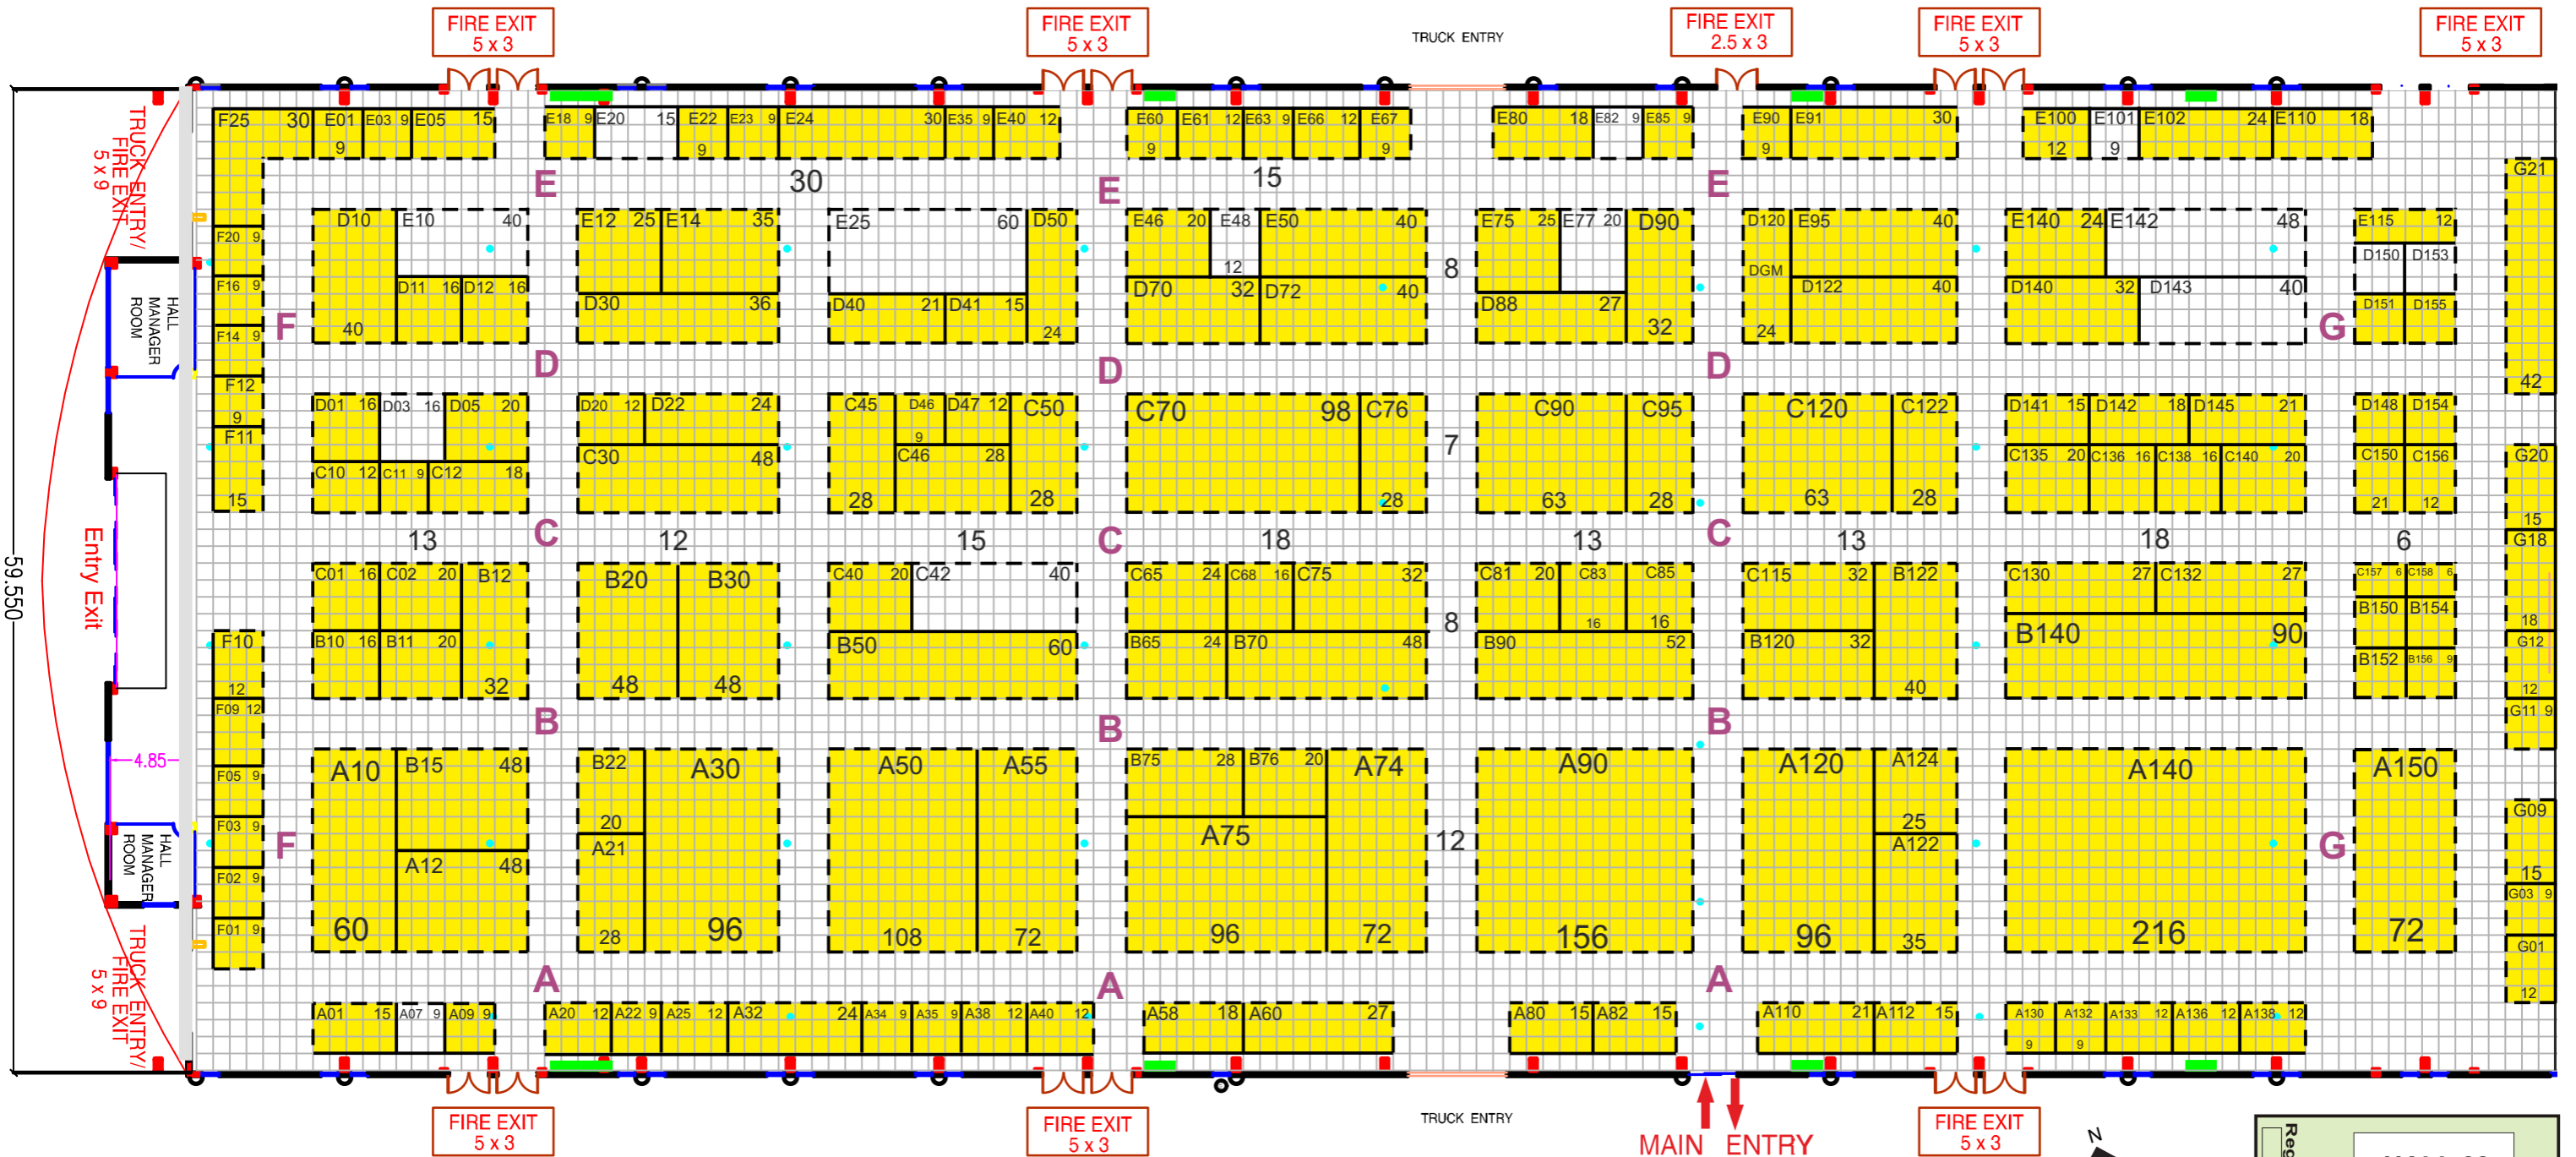 FIRE EXIT
5 x 3
FIRE EXIT
5 x 3
TRUCK ENTRY
FIRE EXIT
2.5 x 3
FIRE EXIT
5 x 3
FIRE EXIT
5 x 3
TRUCK ENTRY/
FIRE EXIT
5 x 9
F25 30 E01 9 E03 9 E05 15 E18 9 E20 15 E22 9 E23 9 E24 30 E35 9 E40 12 E60 9 E61 12 E63 9 E66 12 E67 9 E80 18 E82 9 E85 9 E90 9 E91 30 E100 12 E101 9 E102 24 E110 18
G21 42
E 30 E 15 E
F20 9
F16 9
F14 9
F12 9
F11 15
D10 40 E10 40 E12 25 E14 35 E25 60 D50 24 E46 20 E48 12 E50 40 8 E75 25 E77 20 D90 32 D120 DGM 24 E95 40 E140 24 E142 48 E115 12
D150 D153
D11 16 D12 16 D30 36 D40 21 D41 15 D70 32 D72 40 D88 27 D122 40 D140 32 D143 40 D151 D155
HALL
MANAGER
ROOM
F G
D D D
D01 16 D03 16 D05 20 D20 12 D22 24 C45 28 D46 9 D47 12 C50 28 C70 98 C76 28 7 C90 63 C95 28 C120 63 C122 28 D141 15 D142 18 D145 21 D148 D154
C10 12 C11 9 C12 18 C30 48 C46 28 C135 20 C136 16 C138 16 C140 20 C150 21 C156 12
G20 15
G18 18
59.550
Entry Exit
13 C 12 15 C 18 13 C 13 18 6
C01 16 C02 20 B12 32 B20 48 B30 48 C40 20 C42 40 C65 24 C68 16 C75 32 8 C81 20 C83 16 C85 16 C115 32 B122 40 C130 27 C132 27 C157 6 C158 6
B150 B154
B10 16 B11 20 B50 60 B65 24 B70 48 B90 52 B120 32 B140 90 B152 B156 9
F10 12
F09 12
F05 9
F03 9
F02 9
F01 9
G12 12
G11 9
B B B
4.85
A10 60 B15 48 B22 20 A30 96 A50 108 A55 72 B75 28 B76 20 A74 72 A90 156 A120 96 A124 25 A140 216 A150 72
A12 48 A21 28 A75 96 12 A122 35
G09 15
G03 9
G01 12
HALL
MANAGER
ROOM
F G
A A A
TRUCK ENTRY/
FIRE EXIT
5 x 9
A01 15 A07 9 A09 9 A20 12 A22 9 A25 12 A32 24 A34 9 A35 9 A38 12 A40 12 A58 18 A60 27 A80 15 A82 15 A110 21 A112 15 A130 9 A132 9 A133 12 A136 12 A138 12
FIRE EXIT
5 x 3
FIRE EXIT
5 x 3
TRUCK ENTRY
MAIN ENTRY
FIRE EXIT
5 x 3
N